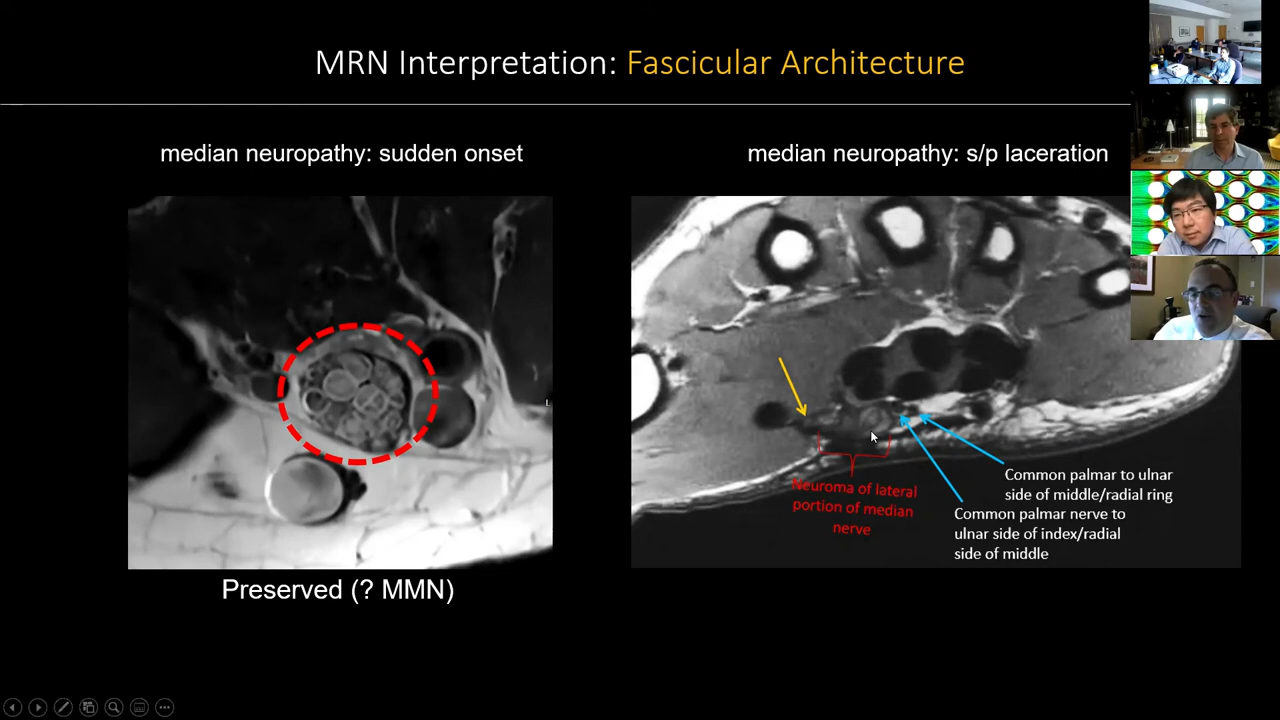 MRN Interpretation: Fascicular Architecture
median neuropathy: sudden onset
median neuropathy: s/p laceration
L
Neuroma of lateral
portion of median
nerve
Common palmar to ulnar
side of middle/radial ring
Common palmar nerve to
ulnar side of index/radial
side of middle
Preserved (? MMN)